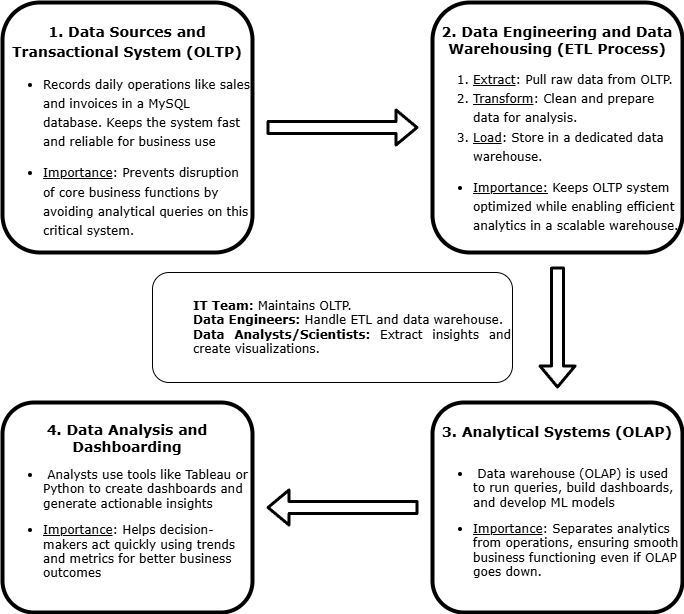 1. Data Sources and
Transactional System (OLTP)
• Records daily operations like sales
and invoices in a MySQL
database. Keeps the system fast
and reliable for business use
• Importance: Prevents disruption
of core business functions by
avoiding analytical queries on this
critical system.
2. Data Engineering and Data
Warehousing (ETL Process)
1. Extract: Pull raw data from OLTP.
2. Transform: Clean and prepare
data for analysis.
3. Load: Store in a dedicated data
warehouse.
• Importance: Keeps OLTP system
optimized while enabling efficient
analytics in a scalable warehouse.
IT Team: Maintains OLTP.
Data Engineers: Handle ETL and data warehouse.
Data Analysts/Scientists: Extract insights and
create visualizations.
3. Analytical Systems (OLAP)
• Data warehouse (OLAP) is used
to run queries, build dashboards,
and develop ML models
• Importance: Separates analytics
from operations, ensuring smooth
business functioning even if OLAP
goes down.
4. Data Analysis and
Dashboarding
• Analysts use tools like Tableau or
Python to create dashboards and
generate actionable insights
• Importance: Helps decision-
makers act quickly using trends
and metrics for better business
outcomes